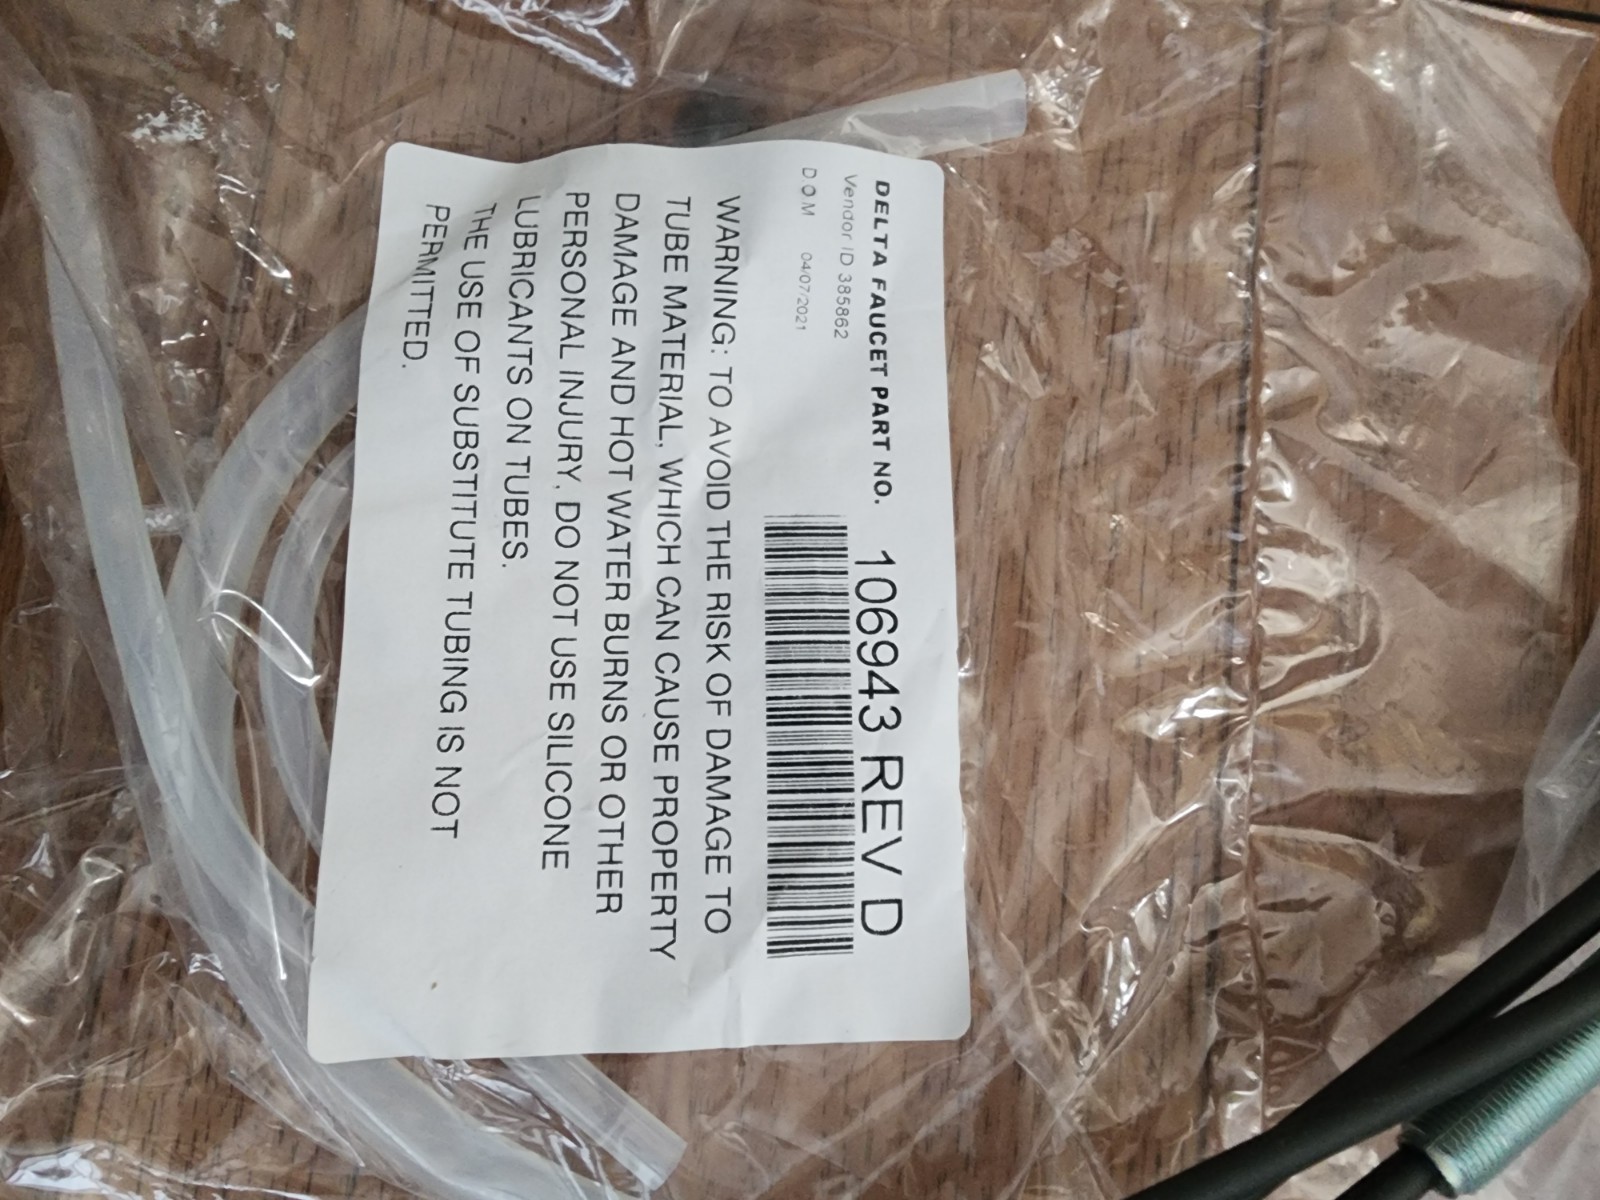 DELTA FAUCET PART NO. 106943 REV D
Vendor ID 385862
DOM 04/07/2021
WARNING: TO AVOID THE RISK OF DAMAGE TO
TUBE MATERIAL, WHICH CAN CAUSE PROPERTY
DAMAGE AND HOT WATER BURNS OR OTHER
PERSONAL INJURY, DO NOT USE SILICONE
LUBRICANTS ON TUBES.
THE USE OF SUBSTITUTE TUBING IS NOT
PERMITTED.